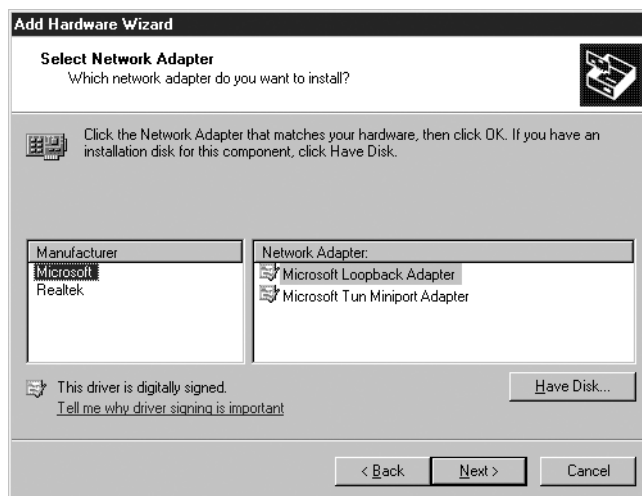 Add Hardware Wizard
Select Network Adapter
Which network adapter do you want to install?
Click the Network Adapter that matches your hardware, then click OK. If you have an
installation disk for this component, click Have Disk.
Manufacturer
Microsoft
Realtek
Network Adapter:
Microsoft Loopback Adapter
Microsoft Tun Miniport Adapter
This driver is digitally signed.
Tell me why driver signing is important
Have Disk...
< Back
Next >
Cancel